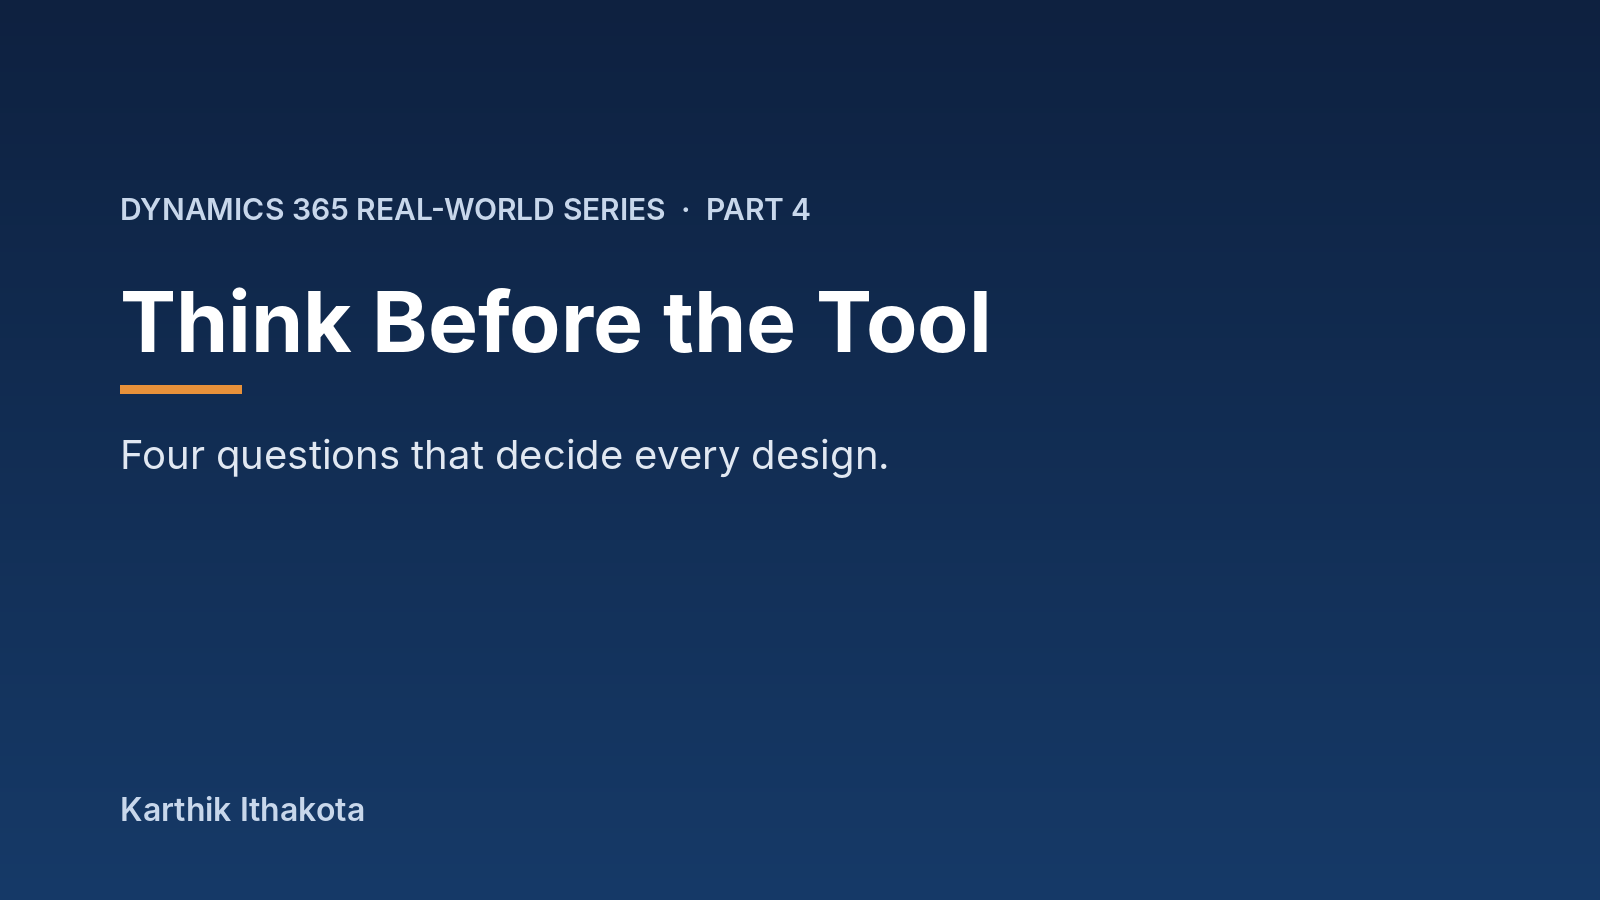 DYNAMICS 365 REAL-WORLD SERIES · PART 4
Think Before the Tool
Four questions that decide every design.
Karthik Ithakota